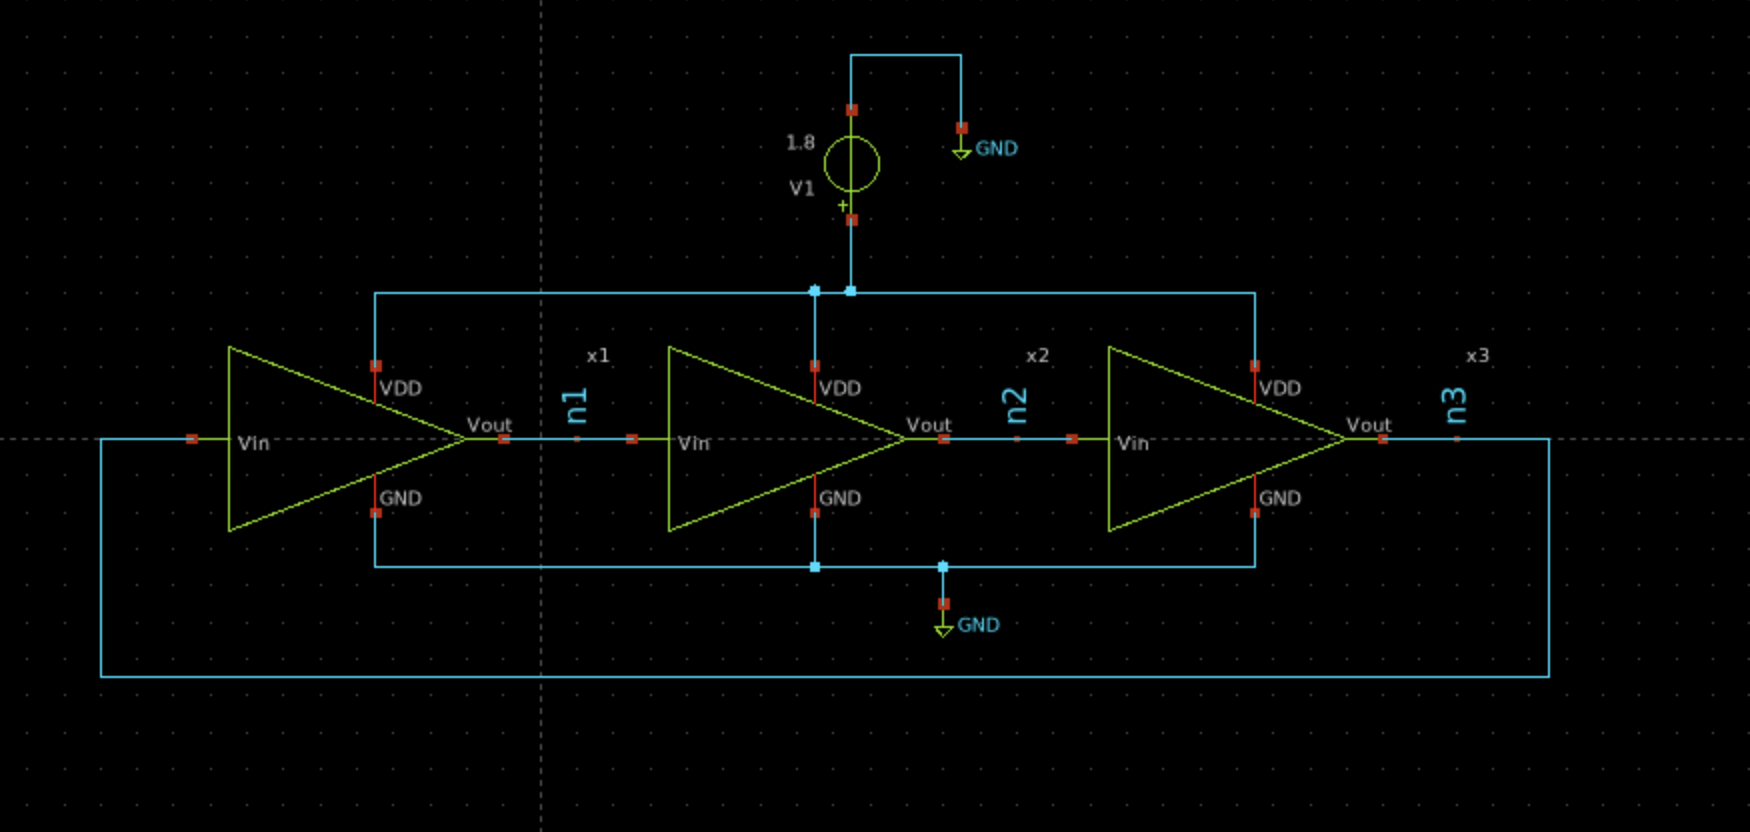 1.8
GND
V1
+
x1
x2
x3
VDD
VDD
VDD
n1
n2
n3
Vout
Vout
Vout
Vin
Vin
Vin
GND
GND
GND
GND